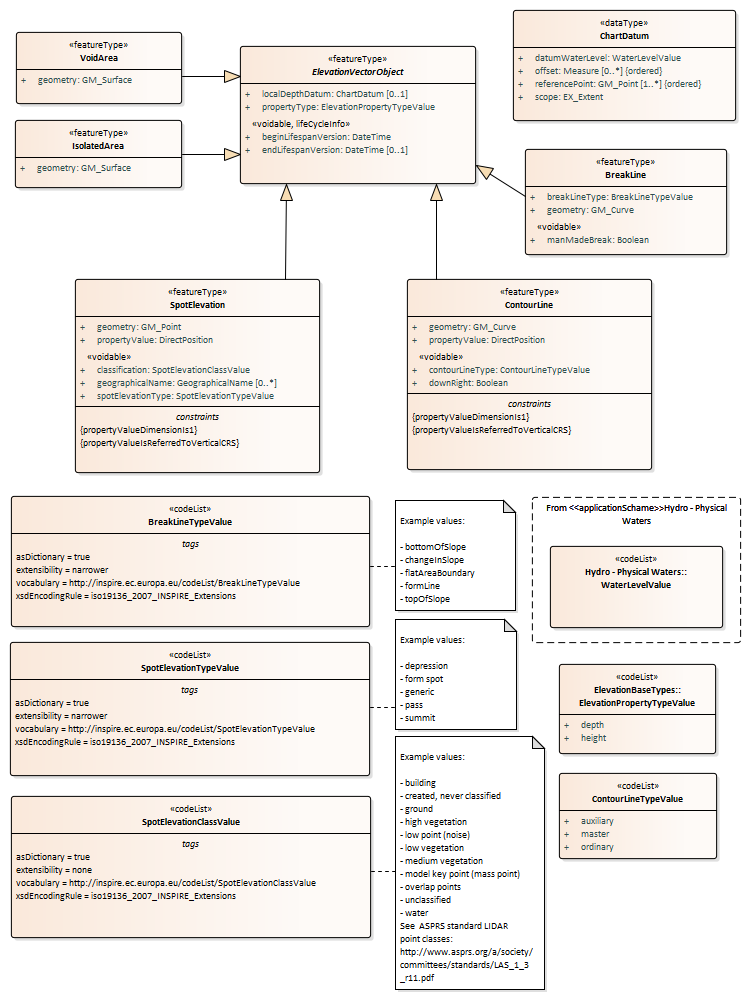 «featureType»
VoidArea
+ geometry: GM_Surface
«featureType»
IsolatedArea
+ geometry: GM_Surface
«featureType»
ElevationVectorObject
+ localDepthDatum: ChartDatum [0..1]
+ propertyType: ElevationPropertyTypeValue
«voidable, lifeCycleInfo»
+ beginLifespanVersion: DateTime
+ endLifespanVersion: DateTime [0..1]
«dataType»
ChartDatum
+ datumWaterLevel: WaterLevelValue
+ offset: Measure [0..*] {ordered}
+ referencePoint: GM_Point [1..*] {ordered}
+ scope: EX_Extent
«featureType»
BreakLine
+ breakLineType: BreakLineTypeValue
+ geometry: GM_Curve
«voidable»
+ manMadeBreak: Boolean
«featureType»
SpotElevation
+ geometry: GM_Point
+ propertyValue: DirectPosition
«voidable»
+ classification: SpotElevationClassValue
+ geographicalName: GeographicalName [0..*]
+ spotElevationType: SpotElevationTypeValue
constraints
{propertyValueDimensionIs1}
{propertyValueIsReferredToVerticalCRS}
«featureType»
ContourLine
+ geometry: GM_Curve
+ propertyValue: DirectPosition
«voidable»
+ contourLineType: ContourLineTypeValue
+ downRight: Boolean
constraints
{propertyValueDimensionIs1}
{propertyValueIsReferredToVerticalCRS}
«codeList»
BreakLineTypeValue
tags
asDictionary = true
extensibility = narrower
vocabulary = http://inspire.ec.europa.eu/codeList/BreakLineTypeValue
xsdEncodingRule = iso19136_2007_INSPIRE_Extensions
Example values:
- bottomOfSlope
- changeInSlope
- flatAreaBoundary
- formLine
- topOfSlope
From <<applicationSchame>>Hydro - Physical
Waters
«codeList»
Hydro - Physical Waters::
WaterLevelValue
«codeList»
SpotElevationTypeValue
tags
asDictionary = true
extensibility = narrower
vocabulary = http://inspire.ec.europa.eu/codeList/SpotElevationTypeValue
xsdEncodingRule = iso19136_2007_INSPIRE_Extensions
Example values:
- depression
- form spot
- generic
- pass
- summit
«codeList»
ElevationBaseTypes::
ElevationPropertyTypeValue
+ depth
+ height
«codeList»
SpotElevationClassValue
tags
asDictionary = true
extensibility = none
vocabulary = http://inspire.ec.europa.eu/codeList/SpotElevationClassValue
xsdEncodingRule = iso19136_2007_INSPIRE_Extensions
Example values:
- building
- created, never classified
- ground
- high vegetation
- low point (noise)
- low vegetation
- medium vegetation
- model key point (mass point)
- overlap points
- unclassified
- water
See ASPRS standard LIDAR
point classes:
http://www.asprs.org/a/society/
committees/standards/LAS_1_3
_r11.pdf
«codeList»
ContourLineTypeValue
+ auxiliary
+ master
+ ordinary